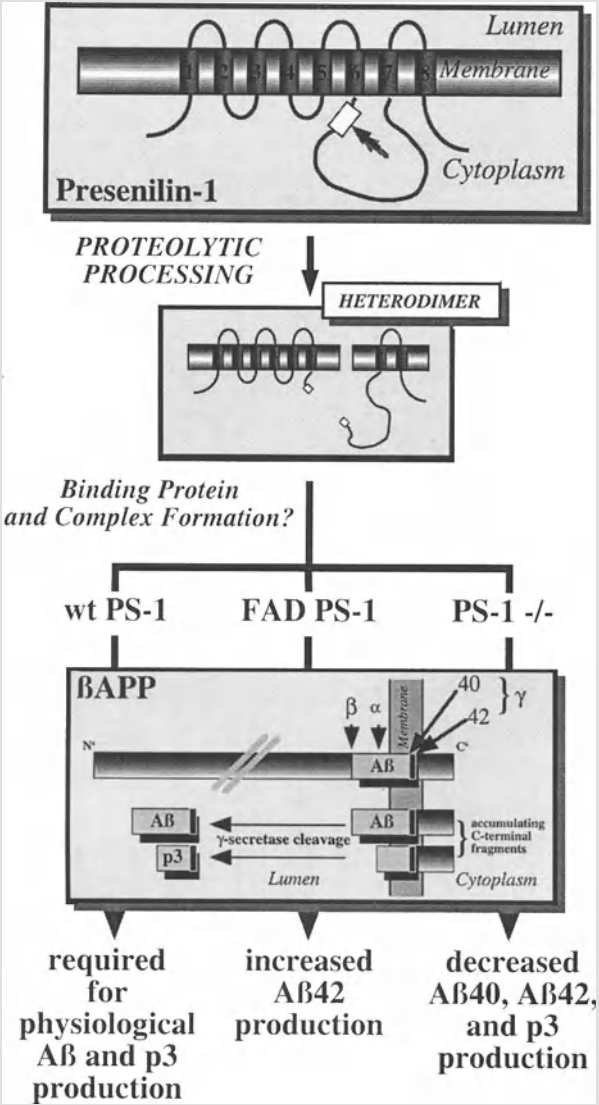 Lumen
1 2 3 4 5 6 7 8 Membrane
Cytoplasm
Presenilin-1
PROTEOLYTIC
PROCESSING
HETERODIMER
Binding Protein
and Complex Formation?
wt PS-1 FAD PS-1 PS-1 -/-
ßAPP
40
γ
42
β α
Membrane
N' C'
Aß
Aß Aß
γ-secretase cleavage
accumulating
C-terminal
fragments
p3
Lumen Cytoplasm
required
for
physiological
Aß and p3
production
increased
Aß42
production
decreased
Aß40, Aß42,
and p3
production